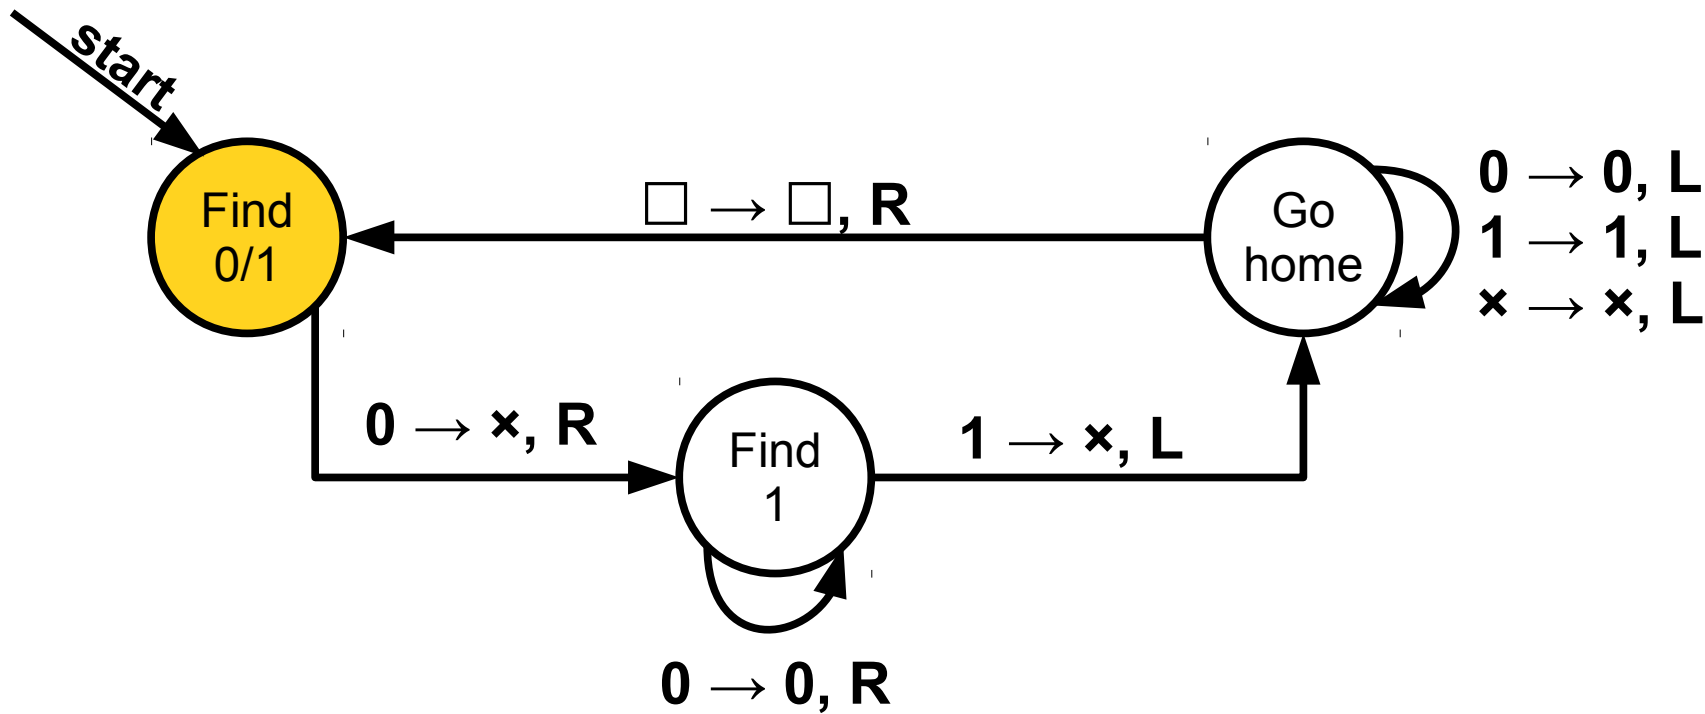 start
Find
0/1
□ → □, R
Go
home
0 → 0, L
1 → 1, L
× → ×, L
0 → ×, R
Find
1
1 → ×, L
0 → 0, R